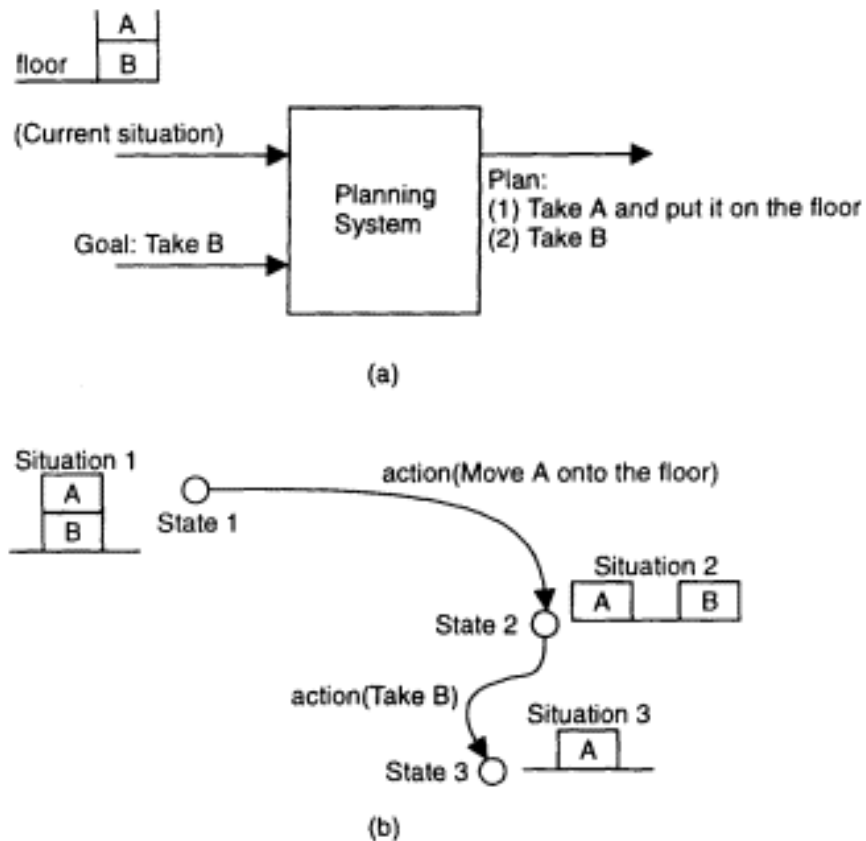 A
floor B
(Current situation)
Planning
System
Goal: Take B
Plan:
(1) Take A and put it on the floor
(2) Take B
(a)
Situation 1
A
B
State 1
action(Move A onto the floor)
Situation 2
A B
State 2
action(Take B)
Situation 3
A
State 3
(b)